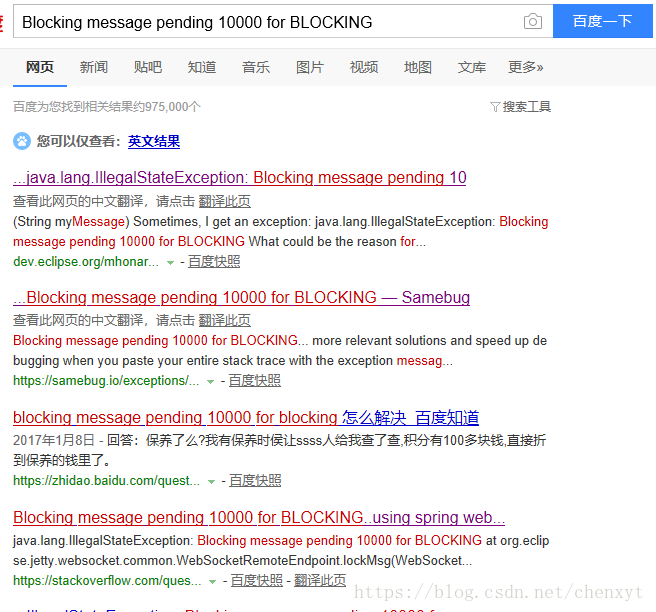 Blocking message pending 10000 for BLOCKING 百度一下
网页 新闻 贴吧 知道 音乐 图片 视频 地图 文库 更多»
百度为您找到相关结果约975,000个 搜索工具
您可以仅查看：英文结果
...java.lang.IllegalStateException: Blocking message pending 10
查看此网页的中文翻译，请点击 翻译此页
(String myMessage) Sometimes, I get an exception: java.lang.IllegalStateException: Blocking
message pending 10000 for BLOCKING What could be the reason for...
dev.eclipse.org/mhonar... - 百度快照
...Blocking message pending 10000 for BLOCKING — Samebug
查看此网页的中文翻译，请点击 翻译此页
Blocking message pending 10000 for BLOCKING... more relevant solutions and speed up de
bugging when you paste your entire stack trace with the exception messag...
https://samebug.io/exceptions/... - 百度快照
blocking message pending 10000 for blocking 怎么解决_百度知道
2017年1月8日 - 回答：保养了么?我有保养时侯让ssss人给我查了查,积分有100多块钱,直接折
到保养的钱里了。
https://zhidao.baidu.com/quest... - 百度快照
Blocking message pending 10000 for BLOCKING..using spring web...
java.lang.IllegalStateException: Blocking message pending 10000 for BLOCKING at org.eclip
se.jetty.websocket.common.WebSocketRemoteEndpoint.lockMsg(WebSocket...
https://stackoverflow.com/ques... - 百度快照 - 翻译此页
https://blog.csdn.net/chenxyt